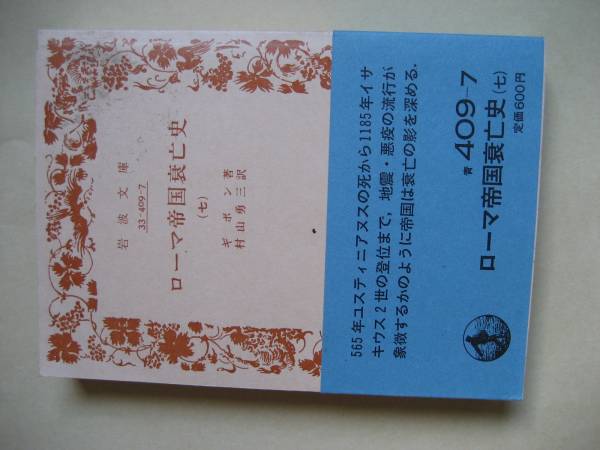 岩波文庫
33-409-7
ローマ帝国衰亡史
(七)
ギボン著
村山勇三訳
565年ユスティニアヌスの死から1185年イサ
キウス2世の登位まで，地震・悪疫の流行が
象徴するかのように帝国は衰亡の影を深める．
青 409-7
ローマ帝国衰亡史(七)
定価600円